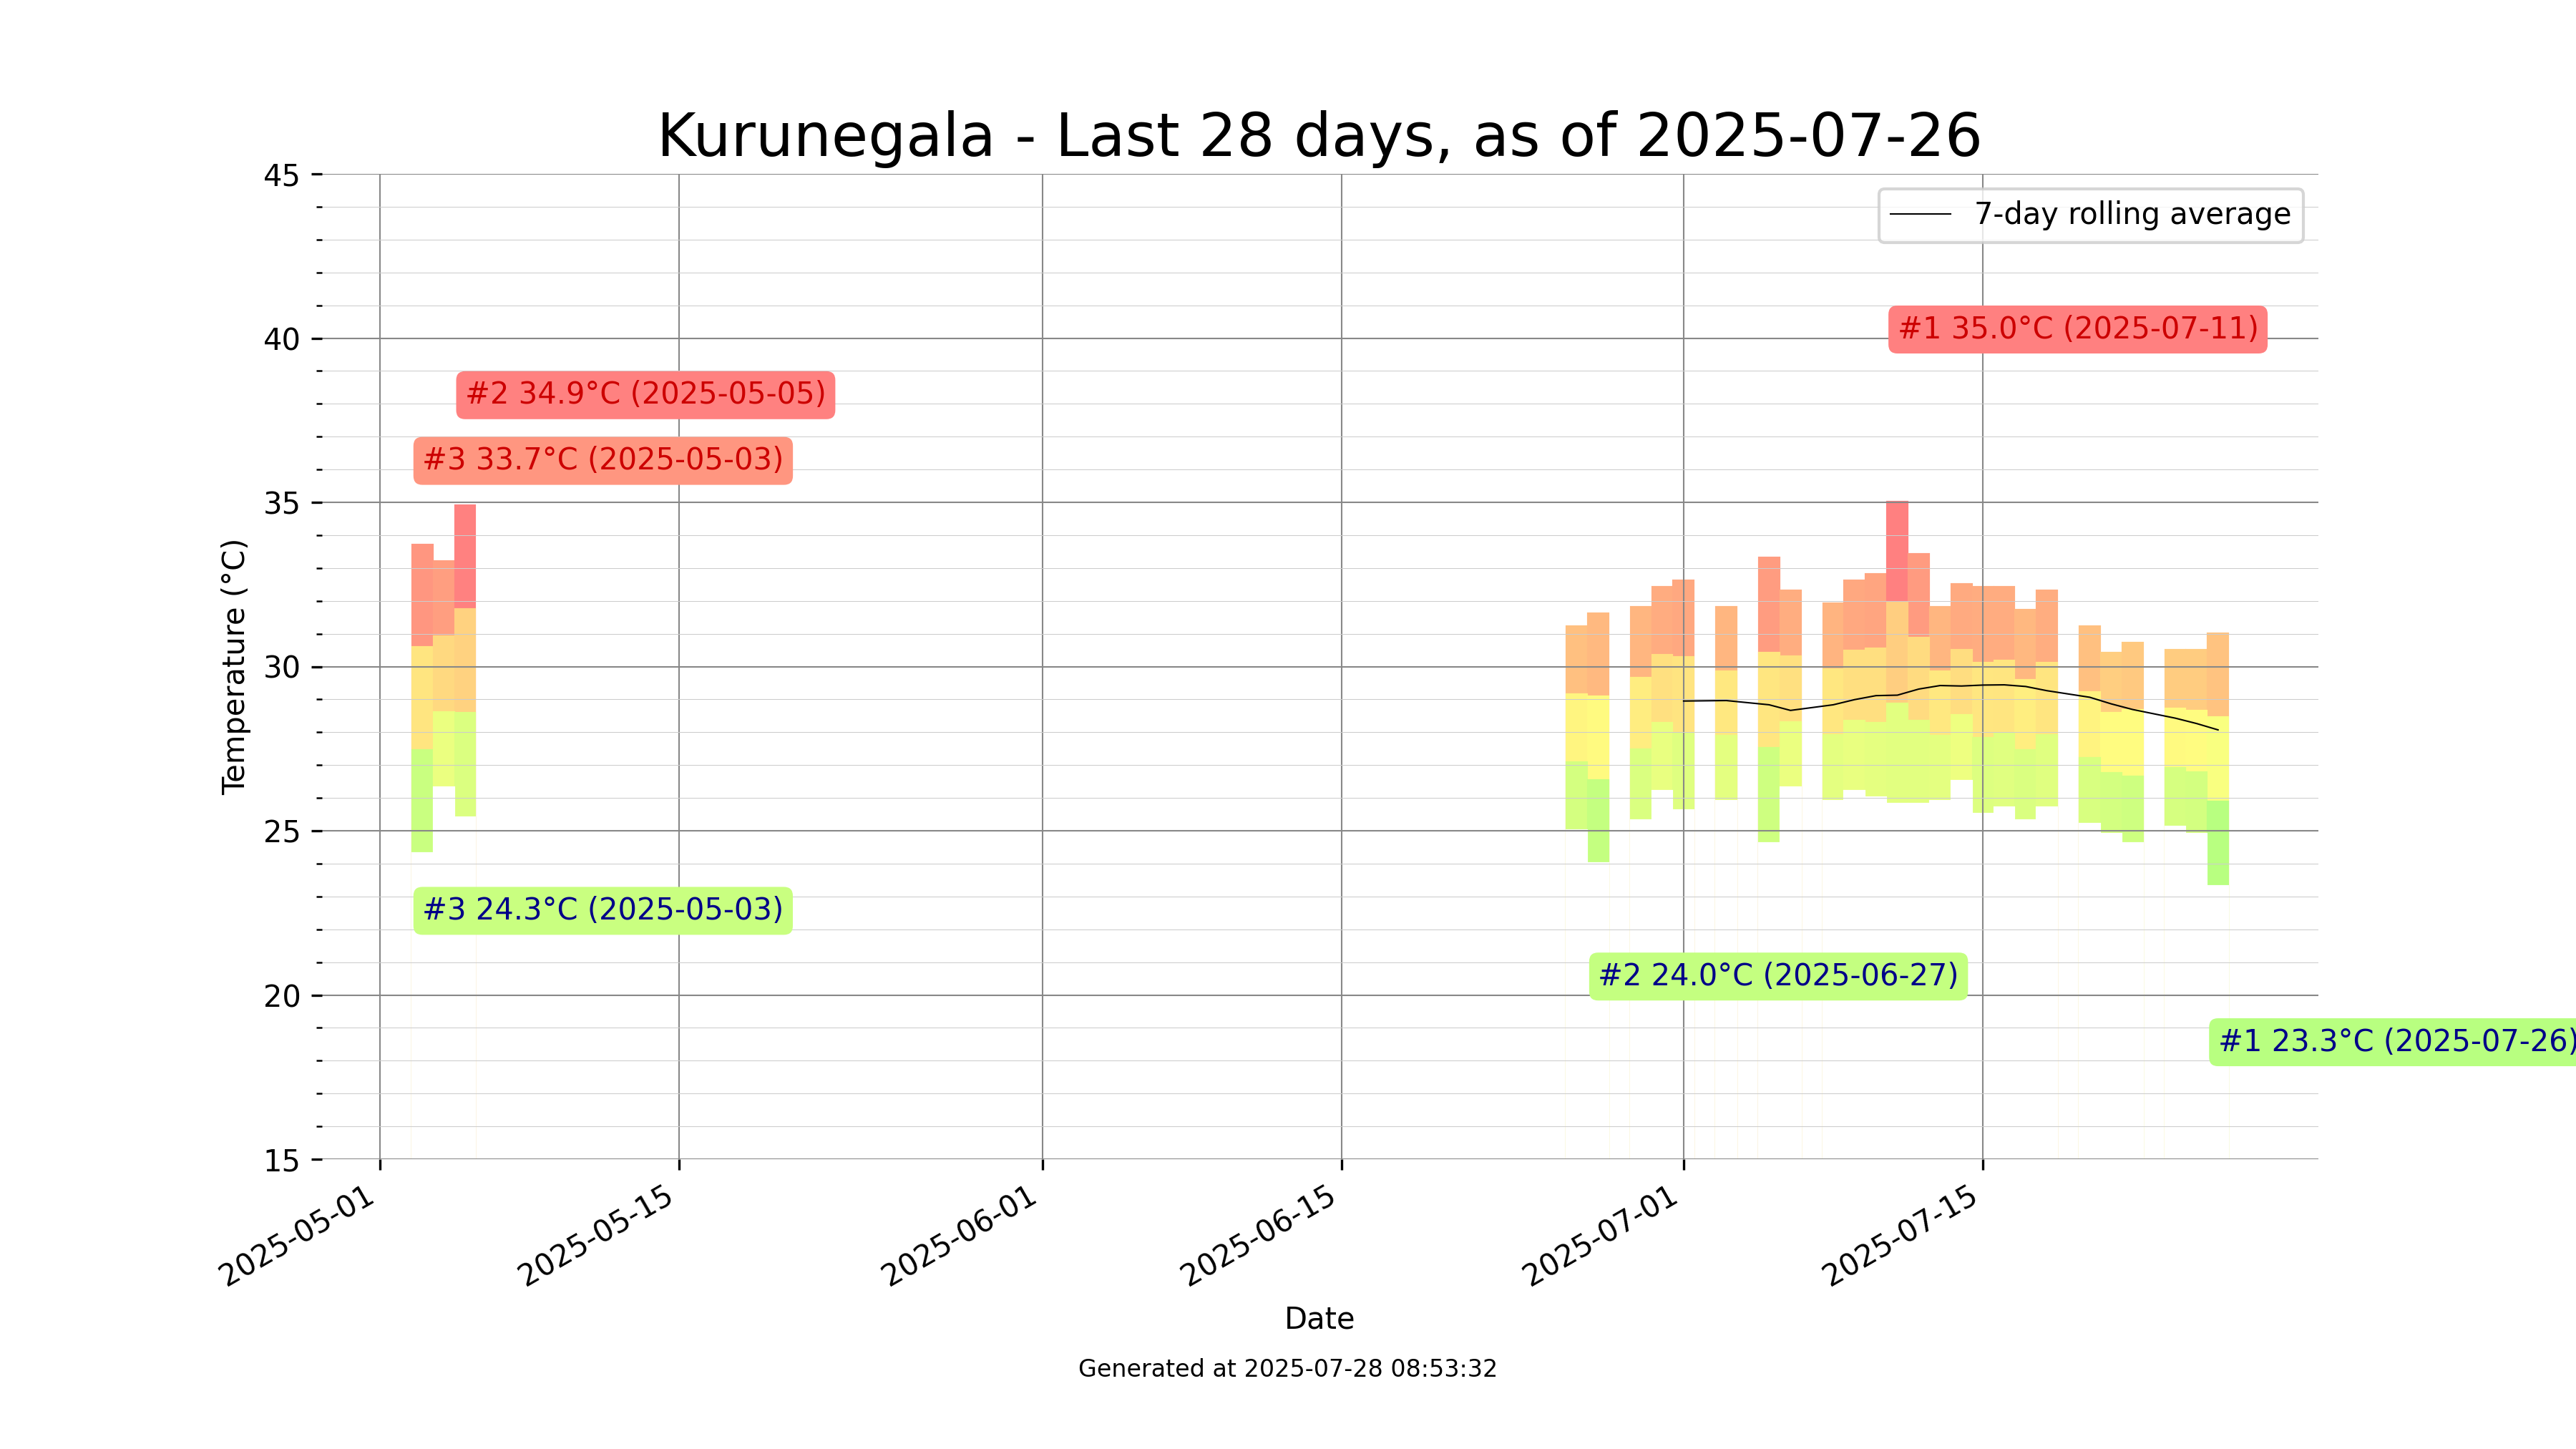 Kurunegala - Last 28 days, as of 2025-07-26
45
40
35
30
25
20
15
Temperature (°C)
7-day rolling average
#1 35.0°C (2025-07-11)
#2 34.9°C (2025-05-05)
#3 33.7°C (2025-05-03)
#3 24.3°C (2025-05-03)
#2 24.0°C (2025-06-27)
#1 23.3°C (2025-07-26)
2025-05-01
2025-05-15
2025-06-01
2025-06-15
2025-07-01
2025-07-15
Date
Generated at 2025-07-28 08:53:32